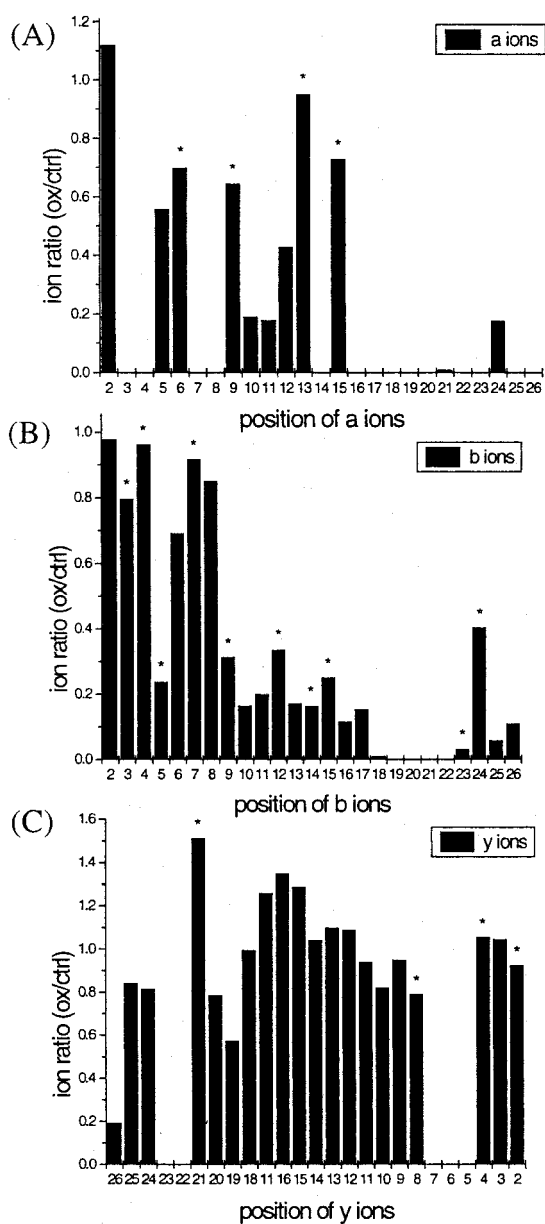 (A)
a ions
ion ratio (ox/ctrl)
1.2
1.0
0.8
0.6
0.4
0.2
0.0
* * * *
2 3 4 5 6 7 8 9 10 11 12 13 14 15 16 17 18 19 20 21 22 23 24 25 26
position of a ions
(B)
b ions
ion ratio (ox/ctrl)
1.0
0.8
0.6
0.4
0.2
0.0
* * * * * * * * * *
2 3 4 5 6 7 8 9 10 11 12 13 14 15 16 17 18 19 20 21 22 23 24 25 26
position of b ions
(C)
y ions
ion ratio (ox/ctrl)
1.6
1.4
1.2
1.0
0.8
0.6
0.4
0.2
0.0
* * * *
26 25 24 23 22 21 20 19 18 11 16 15 14 13 12 11 10 9 8 7 6 5 4 3 2
position of y ions